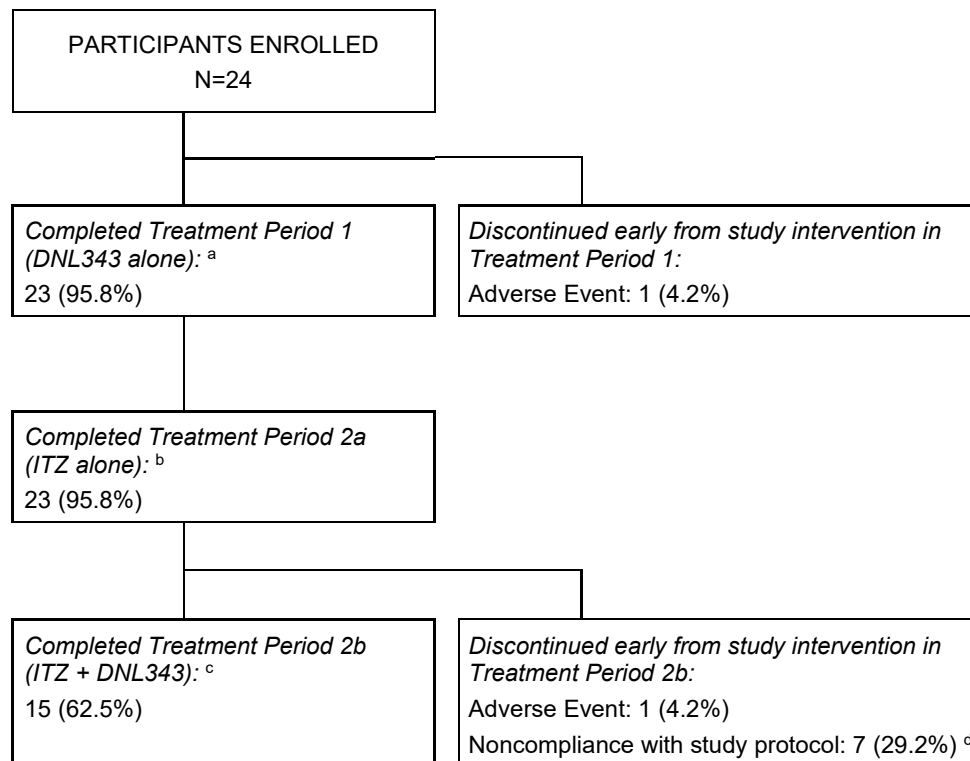 PARTICIPANTS ENROLLED
N=24
Completed Treatment Period 1
(DNL343 alone): a
23 (95.8%)
Discontinued early from study intervention in
Treatment Period 1:
Adverse Event: 1 (4.2%)
Completed Treatment Period 2a
(ITZ alone): b
23 (95.8%)
Completed Treatment Period 2b
(ITZ + DNL343): c
15 (62.5%)
Discontinued early from study intervention in
Treatment Period 2b:
Adverse Event: 1 (4.2%)
Noncompliance with study protocol: 7 (29.2%) d